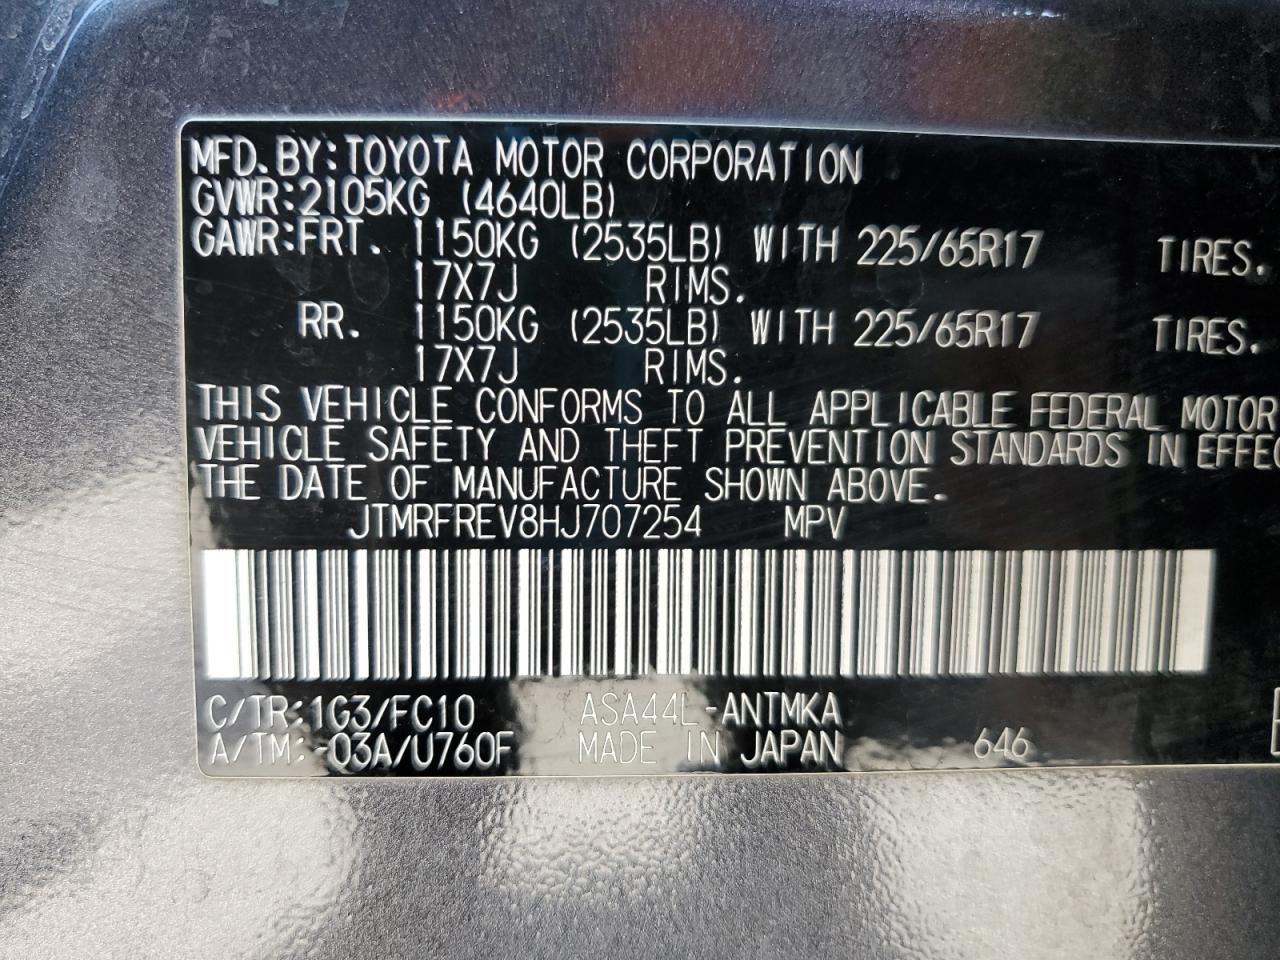 MFD.BY:TOYOTA MOTOR CORPORATION
GVWR:2105KG (4640LB)
GAWR:FRT. 1150KG (2535LB) WITH 225/65R17 TIRES.
17X7J RIMS.
RR. 1150KG (2535LB) WITH 225/65R17 TIRES.
17X7J RIMS.
THIS VEHICLE CONFORMS TO ALL APPLICABLE FEDERAL MOTOR
VEHICLE SAFETY AND THEFT PREVENTION STANDARDS IN EFFEC
THE DATE OF MANUFACTURE SHOWN ABOVE.
JTMRFREV8HJ707254 MPV
C/TR:1G3/FC10 ASA44L-ANTMKA
A/TM:-03A/U760F MADE IN JAPAN 646